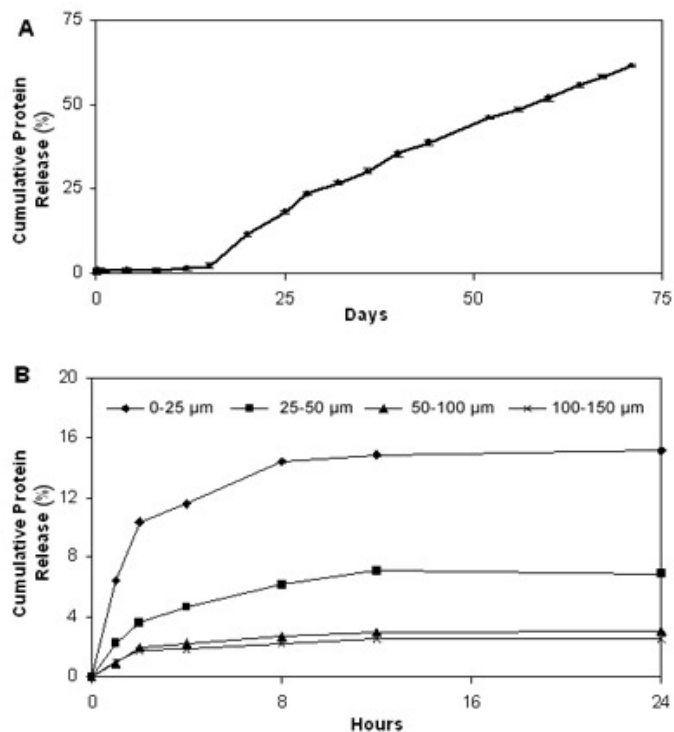 A
Cumulative Protein
Release (%)
75
50
25
0
0 25 50 75
Days
B
Cumulative Protein
Release (%)
20
16
12
8
4
0
0-25 µm 25-50 µm 50-100 µm 100-150 µm
0 8 16 24
Hours